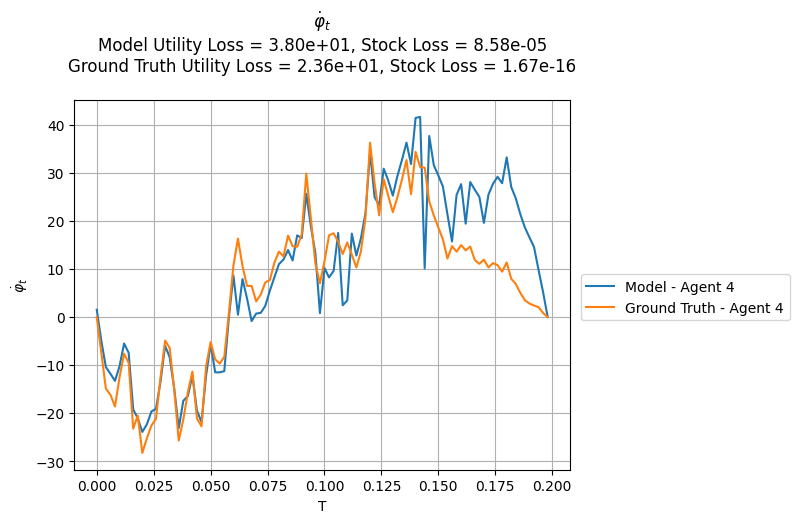 φ̇ₜ
Model Utility Loss = 3.80e+01, Stock Loss = 8.58e-05
Ground Truth Utility Loss = 2.36e+01, Stock Loss = 1.67e-16
40
30
20
10
0
−10
−20
−30
φ̇ₜ
0.000 0.025 0.050 0.075 0.100 0.125 0.150 0.175 0.200
T
Model - Agent 4
Ground Truth - Agent 4